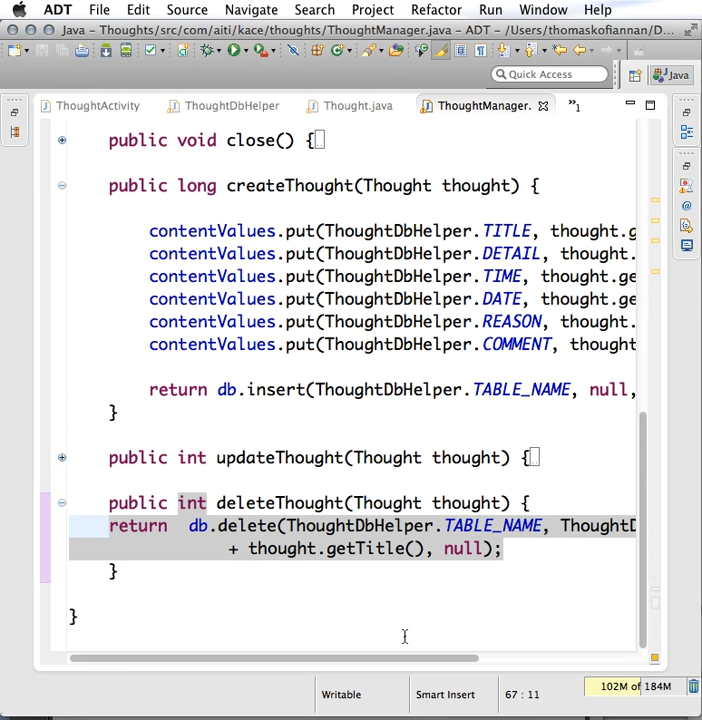 ADT File Edit Source Navigate Search Project Refactor Run Window Help
Java – Thoughts/src/com/aiti/kace/thoughts/ThoughtManager.java – ADT – /Users/thomaskofiannan/D...
Quick Access
Java
ThoughtActivity ThoughtDbHelper Thought.java ThoughtManager. »1
public void close() {
public long createThought(Thought thought) {
contentValues.put(ThoughtDbHelper.TITLE, thought.g
contentValues.put(ThoughtDbHelper.DETAIL, thought.
contentValues.put(ThoughtDbHelper.TIME, thought.ge
contentValues.put(ThoughtDbHelper.DATE, thought.ge
contentValues.put(ThoughtDbHelper.REASON, thought.
contentValues.put(ThoughtDbHelper.COMMENT, thought
return db.insert(ThoughtDbHelper.TABLE_NAME, null,
}
public int updateThought(Thought thought) {
public int deleteThought(Thought thought) {
return db.delete(ThoughtDbHelper.TABLE_NAME, ThoughtD
+ thought.getTitle(), null);
}
}
Writable Smart Insert 67 : 11 102M of 184M